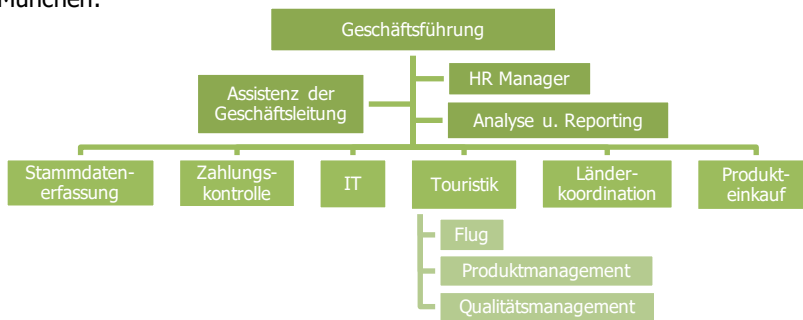 München.
Geschäftsführung
HR Manager
Assistenz der
Geschäftsleitung
Analyse u. Reporting
Stammdaten-
erfassung
Zahlungs-
kontrolle
IT
Touristik
Länder-
koordination
Produkt-
einkauf
Flug
Produktmanagement
Qualitätsmanagement